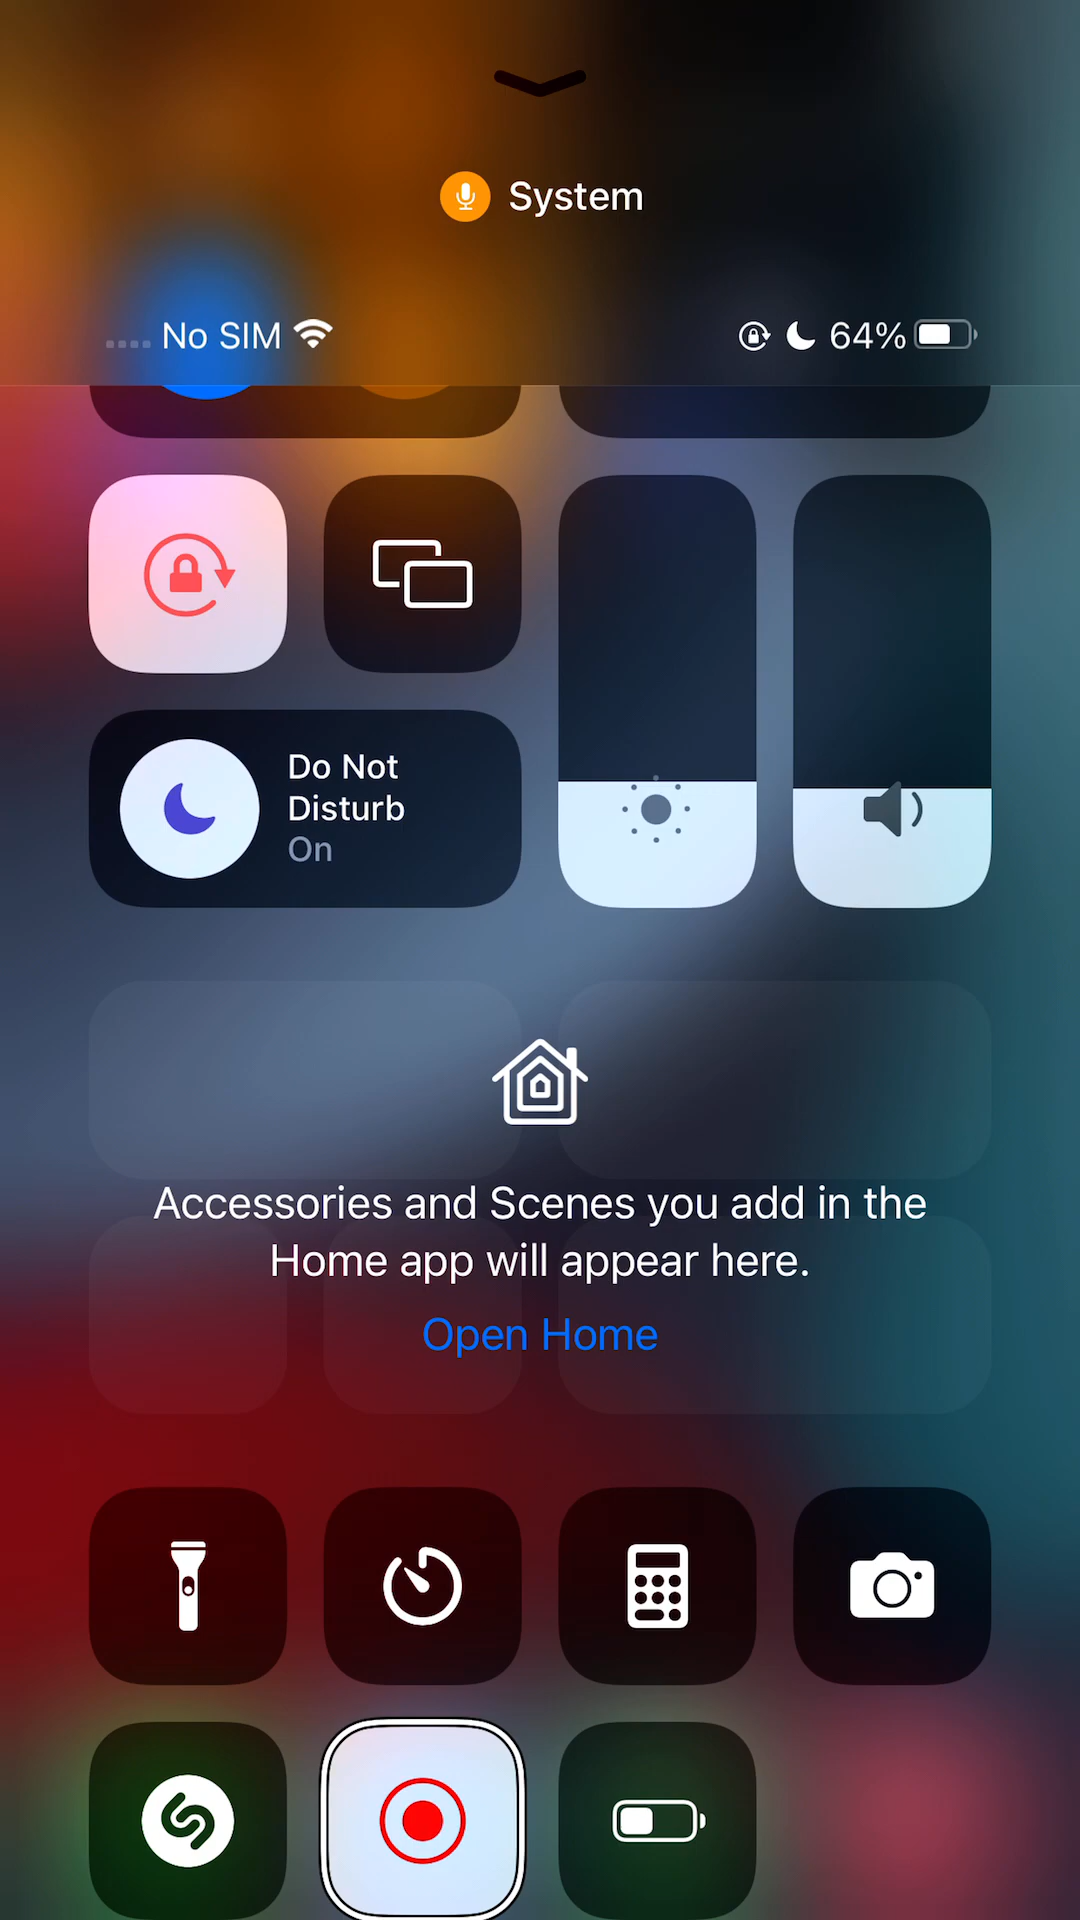 System
No SIM
64%
Do Not
Disturb
On
Accessories and Scenes you add in the
Home app will appear here.
Open Home